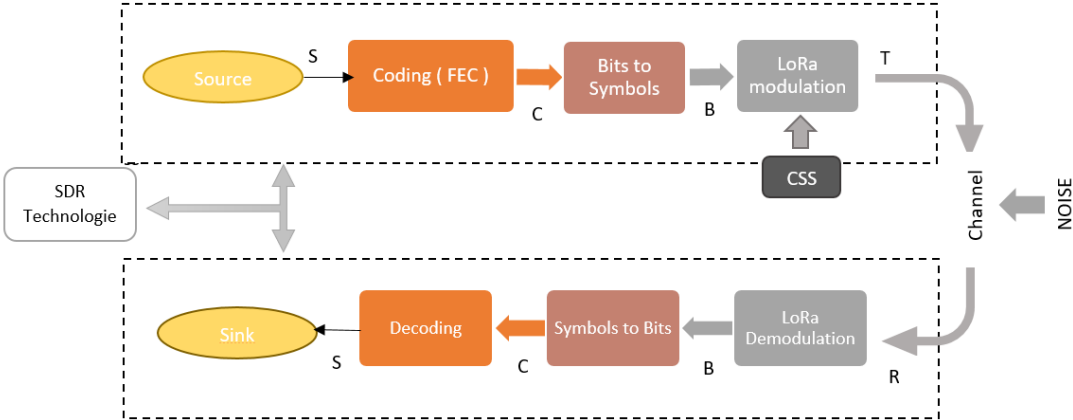 S
Source
Coding ( FEC )
C
Bits to
Symbols
B
LoRa
modulation
T
CSS
SDR
Technologie
Channel
NOISE
Sink
S
Decoding
C
Symbols to Bits
B
LoRa
Demodulation
R